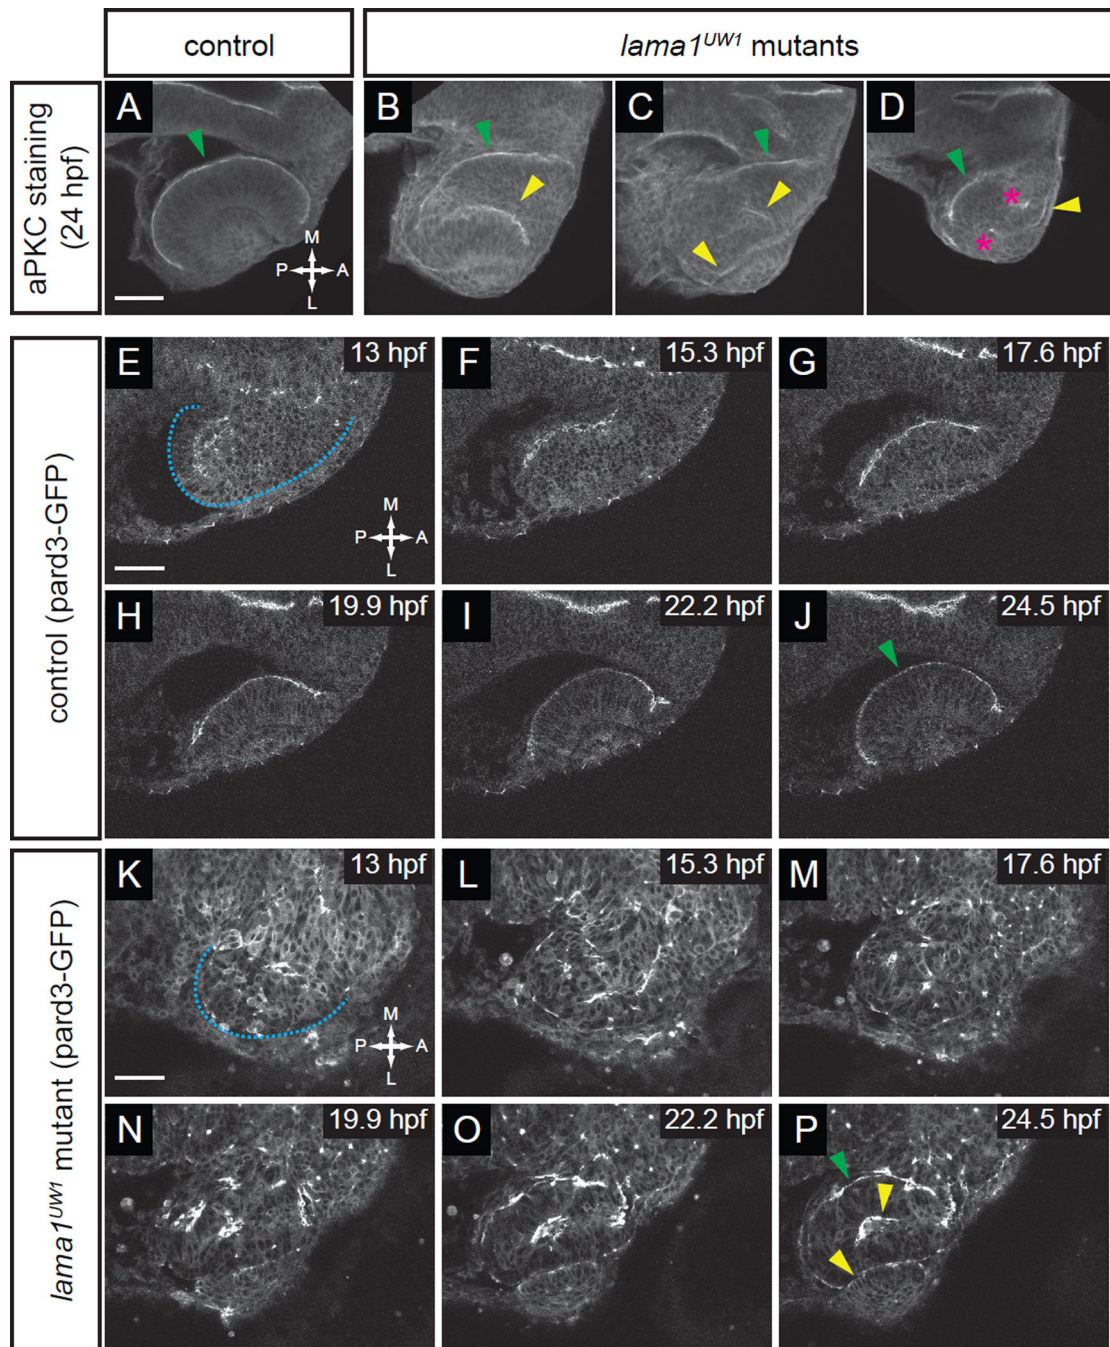 control
lama1UW1 mutants
aPKC staining
(24 hpf)
A
M
P A
L
B
C
D
*
*
control (pard3-GFP)
E
13 hpf
M
P A
L
F
15.3 hpf
G
17.6 hpf
H
19.9 hpf
I
22.2 hpf
J
24.5 hpf
lama1UW1 mutant (pard3-GFP)
K
13 hpf
M
P A
L
L
15.3 hpf
M
17.6 hpf
N
19.9 hpf
O
22.2 hpf
P
24.5 hpf